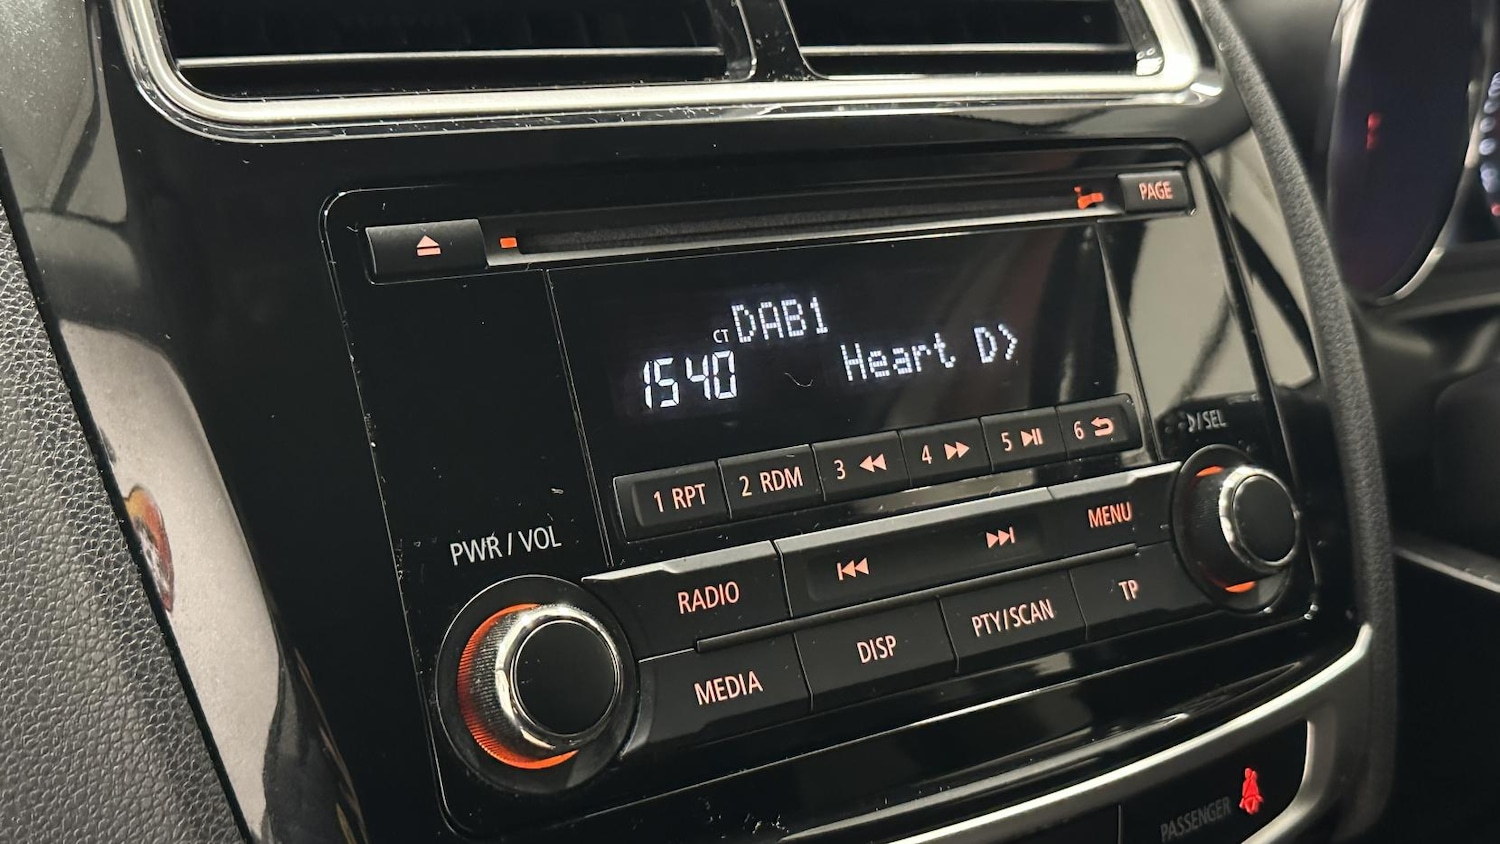 PAGE
CT DAB1
1540 Heart D
D/SEL
1 RPT 2 RDM 3 4 5 6
PWR / VOL
RADIO MENU
MEDIA DISP PTY/SCAN TP
PASSENGER